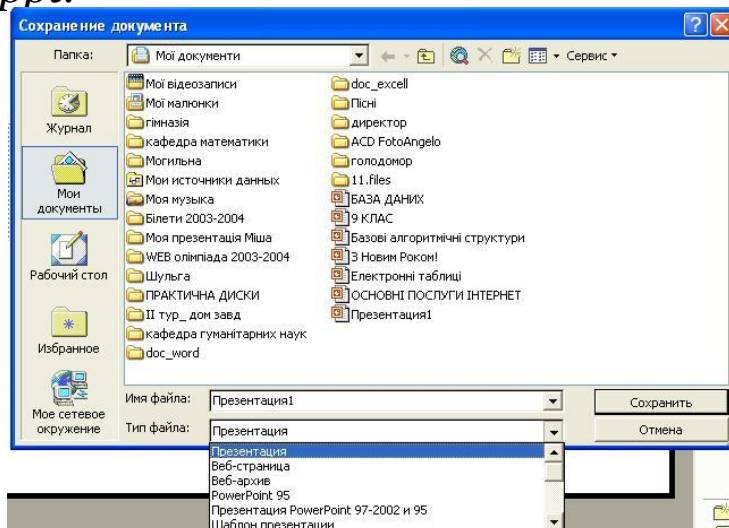 ppt.
Сохранение документа
Папка:
Мої документи
Сервис
Журнал
Мои
документы
Рабочий стол
Избранное
Мое сетевое
окружение
Мої відеозаписи
Мої малюнки
гімназія
кафедра математики
Могильна
Мои источники данных
Моя музыка
Білети 2003-2004
Моя презентація Міша
WEB олімпіада 2003-2004
Шульга
ПРАКТИЧНА ДИСКИ
ІІ тур_ дом завд
кафедра гуманітарних наук
doc_word
doc_excell
Пісні
директор
ACD FotoAngelo
голодомор
11.files
БАЗА ДАНИХ
9 КЛАС
Базові алгоритмічні структури
З Новим Роком!
Електронні таблиці
ОСНОВНІ ПОСЛУГИ ІНТЕРНЕТ
Презентация1
Имя файла:
Презентация1
Сохранить
Тип файла:
Презентация
Отмена
Презентация
Веб-страница
Веб-архив
PowerPoint 95
Презентация PowerPoint 97-2002 и 95
Шаблон презентации